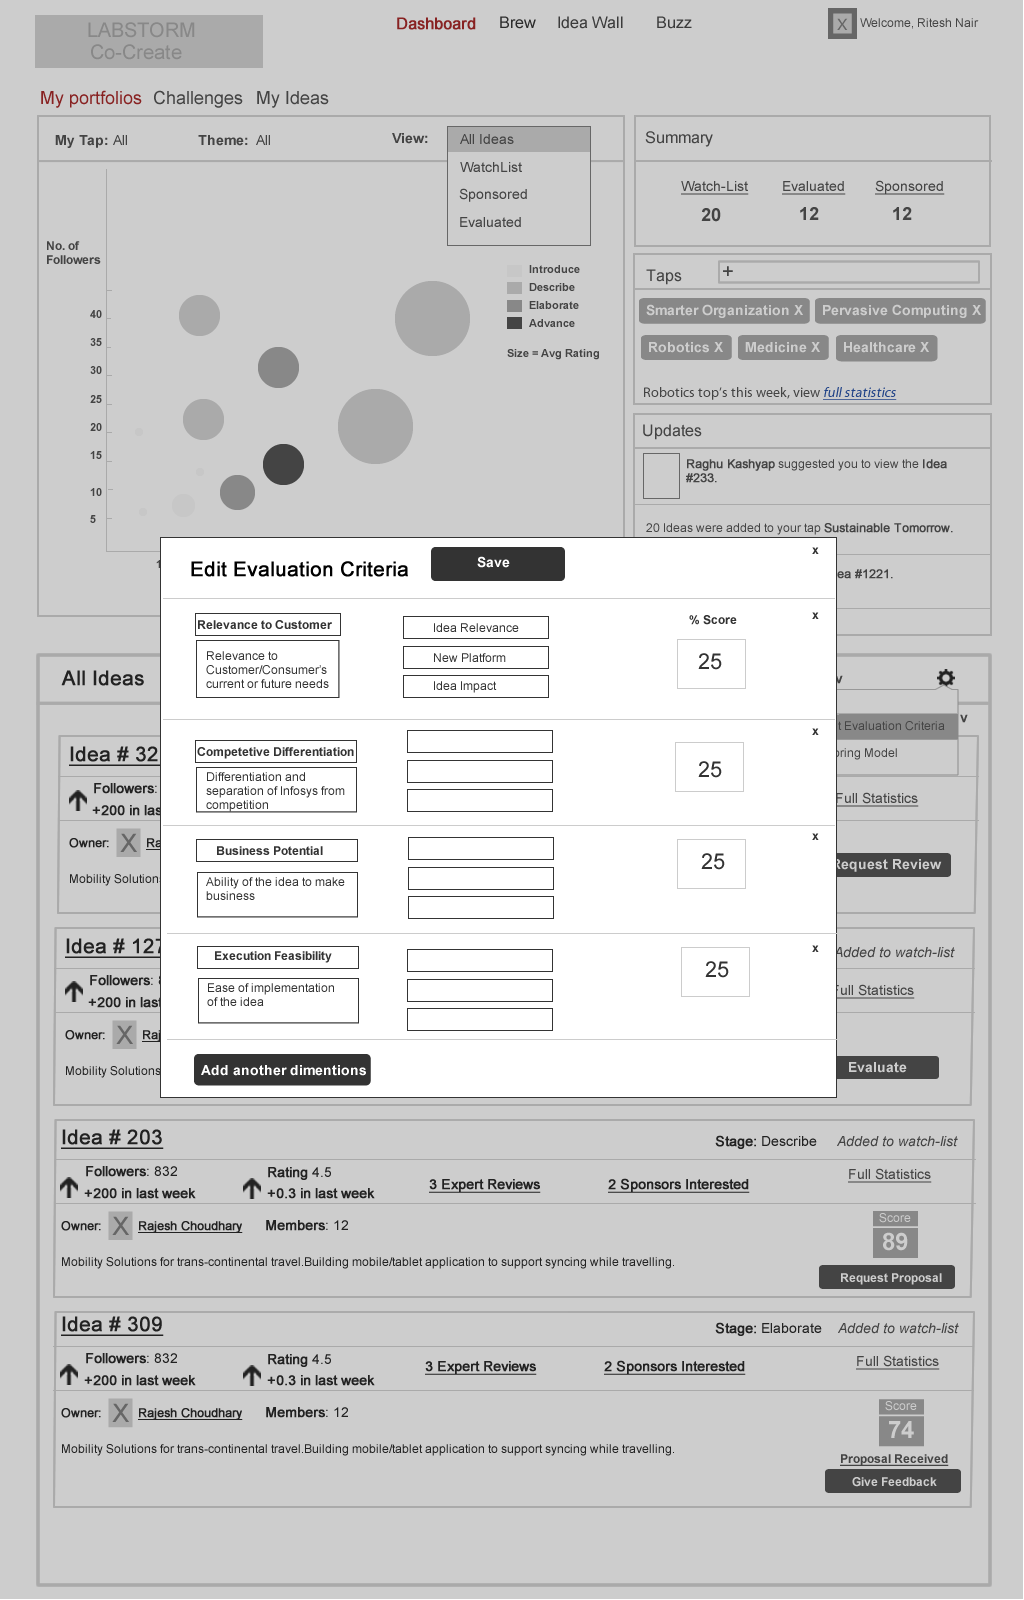 LABSTORM
Co-Create
Dashboard Brew Idea Wall Buzz
X Welcome, Ritesh Nair
My portfolios Challenges My Ideas
My Tap: All Theme: All View:
All Ideas
WatchList
Sponsored
Evaluated
No. of
Followers
40
35
30
25
20
15
10
5
Introduce
Describe
Elaborate
Advance
Size = Avg Rating
Summary
Watch-List Evaluated Sponsored
20 12 12
Taps +
Smarter Organization X Pervasive Computing X
Robotics X Medicine X Healthcare X
Robotics top's this week, view full statistics
Updates
Raghu Kashyap suggested you to view the Idea
#233.
20 Ideas were added to your tap Sustainable Tomorrow.
ea #1221.
Edit Evaluation Criteria Save x
% Score x
Relevance to Customer
Relevance to
Customer/Consumer's
current or future needs
Idea Relevance
New Platform
Idea Impact
25
x
Competetive Differentiation
Differentiation and
separation of Infosys from
competition
25
x
Business Potential
Ability of the idea to make
business
25
x
Execution Feasibility
Ease of implementation
of the idea
25
Add another dimentions
All Ideas v
v
t Evaluation Criteria
ring Model
Idea # 32
Followers:
+200 in las
Full Statistics
Owner: X Ra
Mobility Solution
Request Review
Idea # 127
Added to watch-list
Followers:
+200 in last
Full Statistics
Owner: X Raj
Mobility Solutions
Evaluate
Idea # 203 Stage: Describe Added to watch-list
Followers: 832 Rating 4.5 Full Statistics
+200 in last week +0.3 in last week 3 Expert Reviews 2 Sponsors Interested
Owner: X Rajesh Choudhary Members: 12
Score
89
Mobility Solutions for trans-continental travel.Building mobile/tablet application to support syncing while travelling.
Request Proposal
Idea # 309 Stage: Elaborate Added to watch-list
Followers: 832 Rating 4.5 Full Statistics
+200 in last week +0.3 in last week 3 Expert Reviews 2 Sponsors Interested
Owner: X Rajesh Choudhary Members: 12
Score
74
Mobility Solutions for trans-continental travel.Building mobile/tablet application to support syncing while travelling.
Proposal Received
Give Feedback